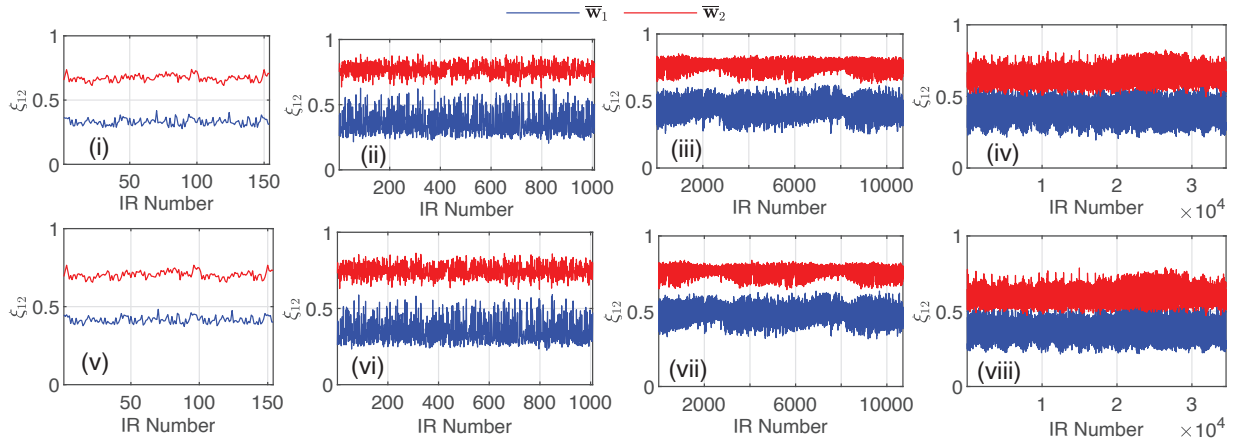 w̅₁ w̅₂
1
0.5
0
ξ₁₂
(i)
50 100 150
IR Number
1
0.5
0
ξ₁₂
(ii)
200 400 600 800 1000
IR Number
1
0.5
0
ξ₁₂
(iii)
2000 6000 10000
IR Number
1
0.5
0
ξ₁₂
(iv)
1 2 3
IR Number ×10⁴
1
0.5
0
ξ₁₂
(v)
50 100 150
IR Number
1
0.5
0
ξ₁₂
(vi)
200 400 600 800 1000
IR Number
1
0.5
0
ξ₁₂
(vii)
2000 6000 10000
IR Number
1
0.5
0
ξ₁₂
(viii)
1 2 3
IR Number ×10⁴